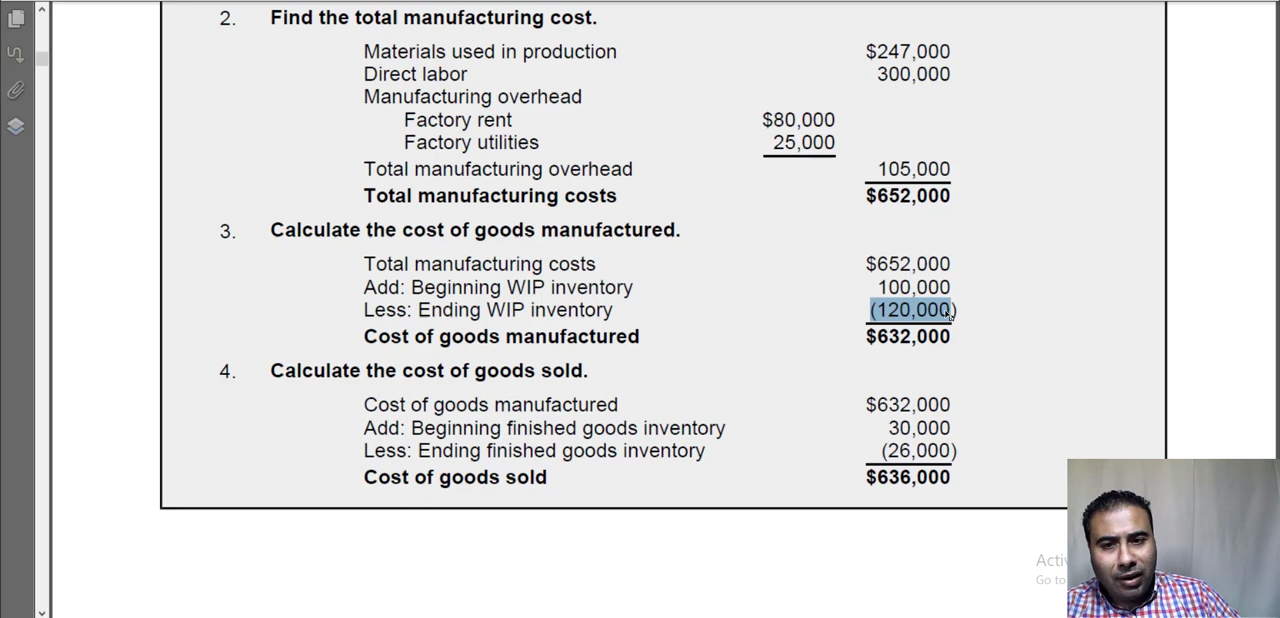 2. Find the total manufacturing cost.
Materials used in production $247,000
Direct labor 300,000
Manufacturing overhead
Factory rent $80,000
Factory utilities 25,000
Total manufacturing overhead 105,000
Total manufacturing costs $652,000
3. Calculate the cost of goods manufactured.
Total manufacturing costs $652,000
Add: Beginning WIP inventory 100,000
Less: Ending WIP inventory (120,000)
Cost of goods manufactured $632,000
4. Calculate the cost of goods sold.
Cost of goods manufactured $632,000
Add: Beginning finished goods inventory 30,000
Less: Ending finished goods inventory (26,000)
Cost of goods sold $636,000
Go to